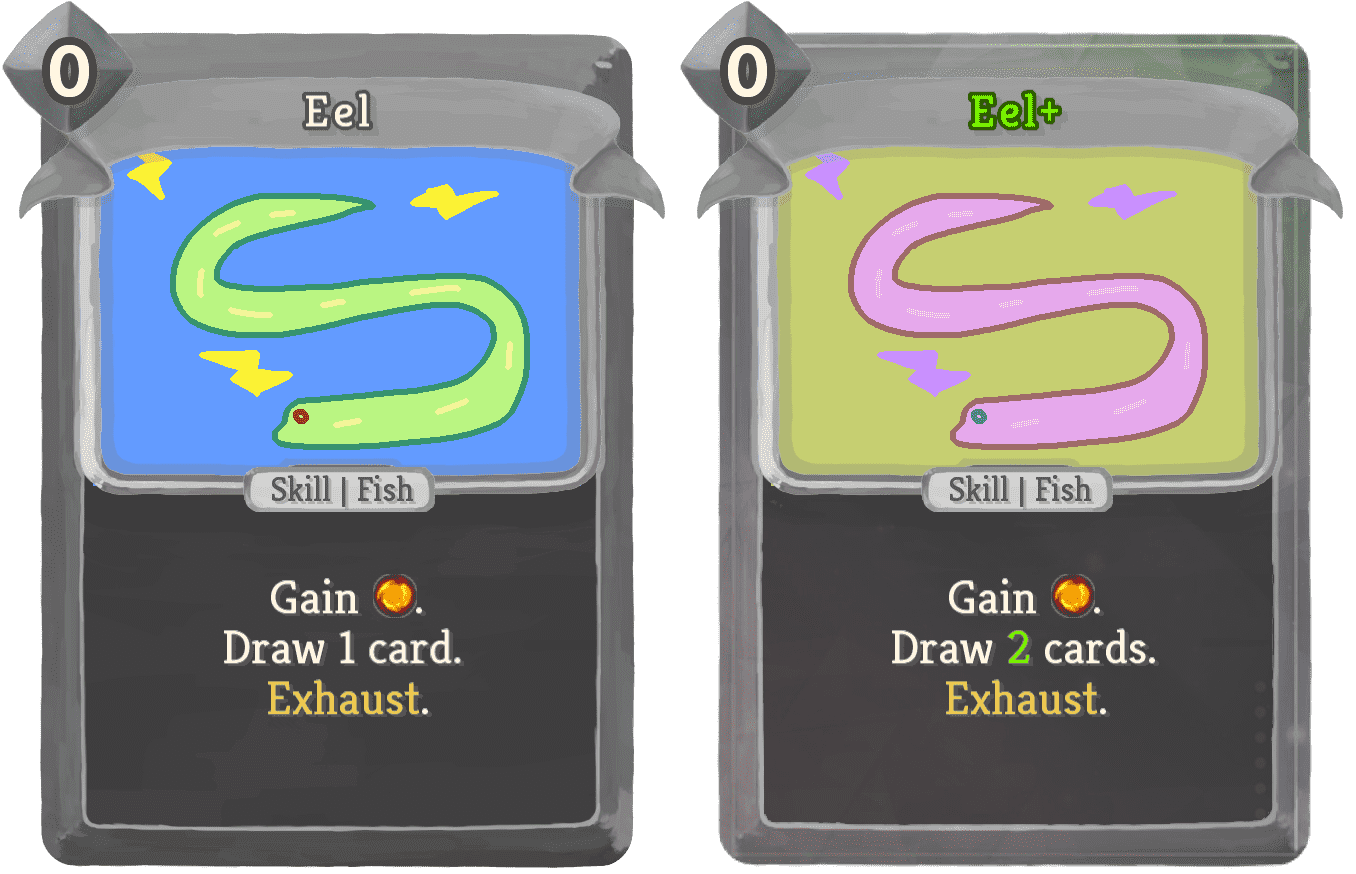 0
Eel
Skill | Fish
Gain .
Draw 1 card.
Exhaust.
0
Eel+
Skill | Fish
Gain .
Draw 2 cards.
Exhaust.